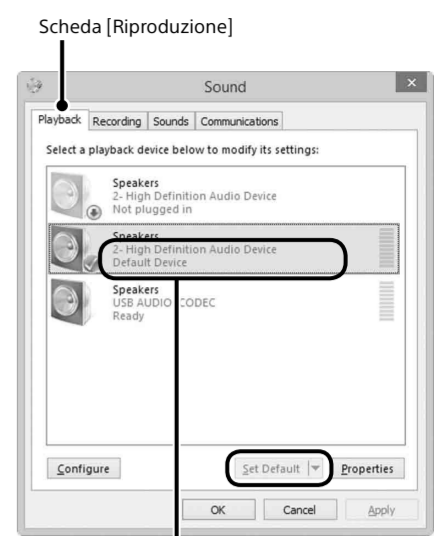 Scheda [Riproduzione]
Sound
Playback Recording Sounds Communications
Select a playback device below to modify its settings:
Speakers
2- High Definition Audio Device
Not plugged in
Speakers
2- High Definition Audio Device
Default Device
Speakers
USB AUDIO CODEC
Ready
Configure Set Default Properties
OK Cancel Apply